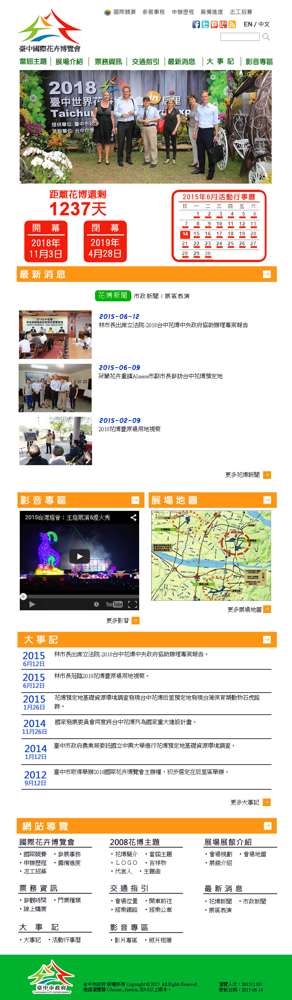 國際競賽 參展事務 申辦歷程 籌備進度 志工招募
EN / 中文
臺中國際花卉博覽會
當屆主題 展場介紹 票務資訊 交通指引 最新消息 大事記 影音專區
2018
臺中世界花卉博 會 in 后里
Taichu
提供單位: 臺中市政
承製單位: 台中市
距離花博還剩
1237天
開幕
2018年
11月3日
閉幕
2019年
4月28日
2015年6月活動行事曆
日 一 二 三 四 五 六
1 2 3 4 5 6
7 8 9 10 11 12 13
14 15 16 17 18 19 20
21 22 23 24 25 26 27
28 29 30
最新消息
花博新聞 市政新聞 | 展區表演
2015-06-12
林市長出席立法院-2018台中花博中央政府協助辦理專案報告
2015-06-09
荷蘭花卉重鎮Almere市副市長參訪台中花博預定地
2015-02-09
2018花博豐原場用地視察
更多花博新聞
影音專區
展場地圖
2015台灣燈會：主燈展演&煙火秀
YouTube
更多展場地圖
更多影音
大事記
2015
6月12日
林市長出席立法院-2018台中花博中央政府協助辦理專案報告。
2015
6月12日
林市長蒞臨2018花博豐原場用地視察。
2015
1月26日
花博預定地基礎資源環境調查發現台中花博后里預定地發現台灣保育類動物石虎蹤
跡。
2014
11月26日
國家發展委員會同意將台中花博列為國家重大建設計畫。
2014
1月12日
臺中市政府農業局委託國立中興大學進行花博預定地基礎資源環境調查。
2012
9月12日
臺中市取得舉辦2018國際花卉博覽會主辦權，初步選定在后里區舉辦。
更多大事記
網站導覽
國際花卉博覽會
・國際競賽 ・參展事務
・申辦歷程 ・籌備進度
・志工招募
2008花博主題
・花博簡介 ・當屆主題
・ＬＯＧＯ ・吉祥物
・代言人 ・主題曲
展場展館介紹
・會場規劃 ・會場地圖
・展館介紹
票務資訊
・參觀時間 ・門票種類
・線上購票
交通指引
・會場位置 ・開車前往
・搭乘鐵路 ・搭乘公車
最新消息
・花博新聞 ・市政新聞
・展區表演
大事記
・大事記 ・活動行事曆
影音專區
・影片專區 ・照片相簿
臺中市政府
TAICHUNG CITY GOVERNMENT
台中市政府 版權所有 Copyright © 2015 All Rights Reserved.
建議瀏覽器:Chrome , firefox, IE9.0以上版本。
瀏覽人次：261511393
更新日期：2015-06-14